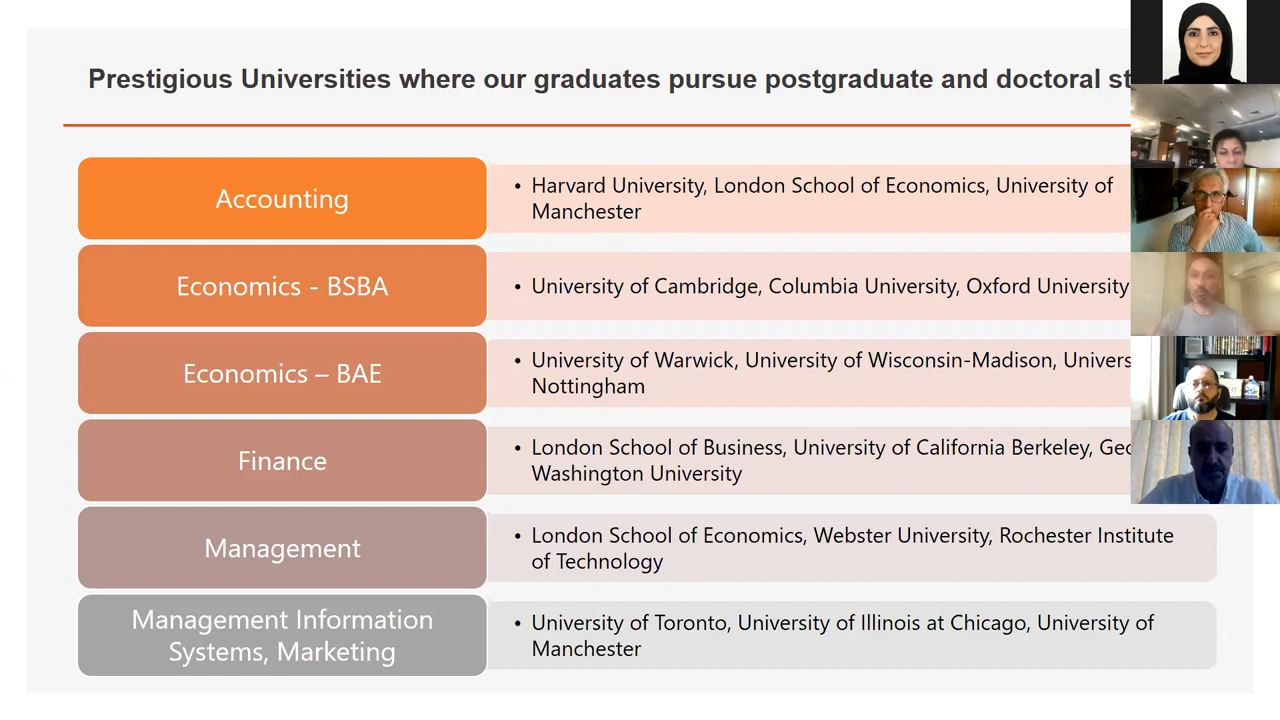 Prestigious Universities where our graduates pursue postgraduate and doctoral
Accounting
• Harvard University, London School of Economics, University of
Manchester
Economics - BSBA
• University of Cambridge, Columbia University, Oxford University
Economics – BAE
• University of Warwick, University of Wisconsin-Madison,
Nottingham
Finance
• London School of Business, University of California Berkeley,
Washington University
Management
• London School of Economics, Webster University, Rochester Institute
of Technology
Management Information
Systems, Marketing
• University of Toronto, University of Illinois at Chicago, University of
Manchester